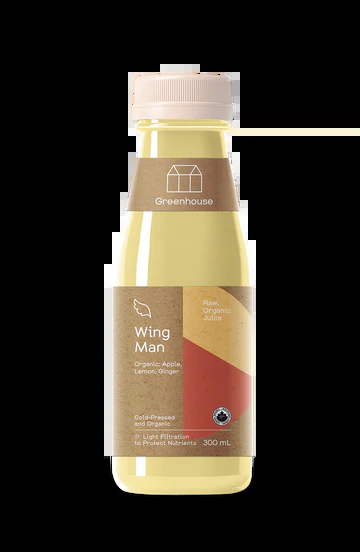 Greenhouse
Raw,
Organic
Juice
Wing
Man
Organic: Apple,
Lemon, Ginger
Cold-Pressed
and Organic
Light Filtration
to Protect Nutrients
300 mL